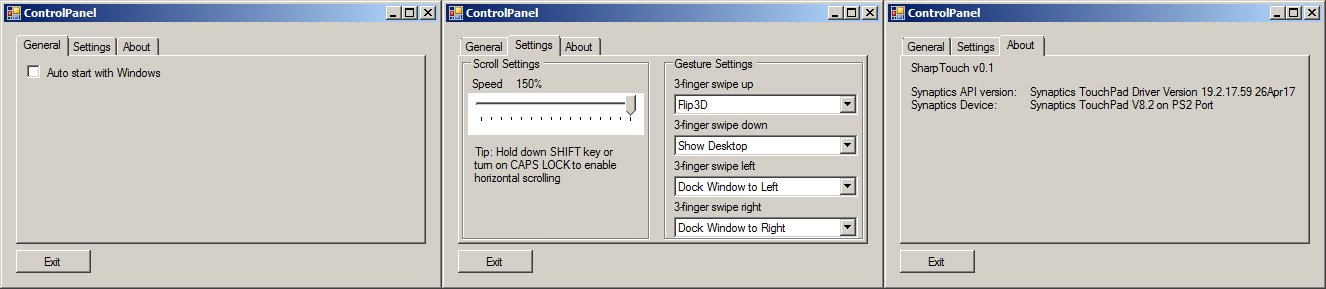 ControlPanel
General Settings About
Auto start with Windows
Exit
ControlPanel
General Settings About
Scroll Settings
Speed 150%
Tip: Hold down SHIFT key or
turn on CAPS LOCK to enable
horizontal scrolling
Gesture Settings
3-finger swipe up
Flip3D
3-finger swipe down
Show Desktop
3-finger swipe left
Dock Window to Left
3-finger swipe right
Dock Window to Right
Exit
ControlPanel
General Settings About
SharpTouch v0.1
Synaptics API version: Synaptics TouchPad Driver Version 19.2.17.59 26Apr17
Synaptics Device: Synaptics TouchPad V8.2 on PS2 Port
Exit